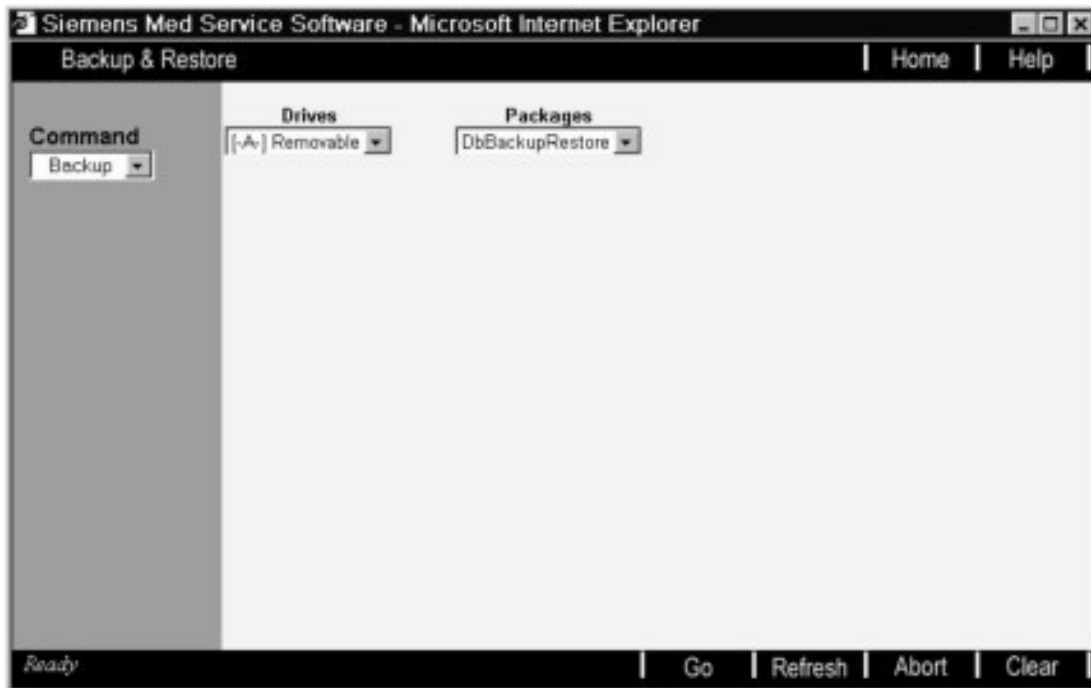 Siemens Med Service Software - Microsoft Internet Explorer
Backup & Restore
Home
Help
Command
Backup
Drives
[-A-] Removable
Packages
DbBackupRestore
Ready
Go
Refresh
Abort
Clear